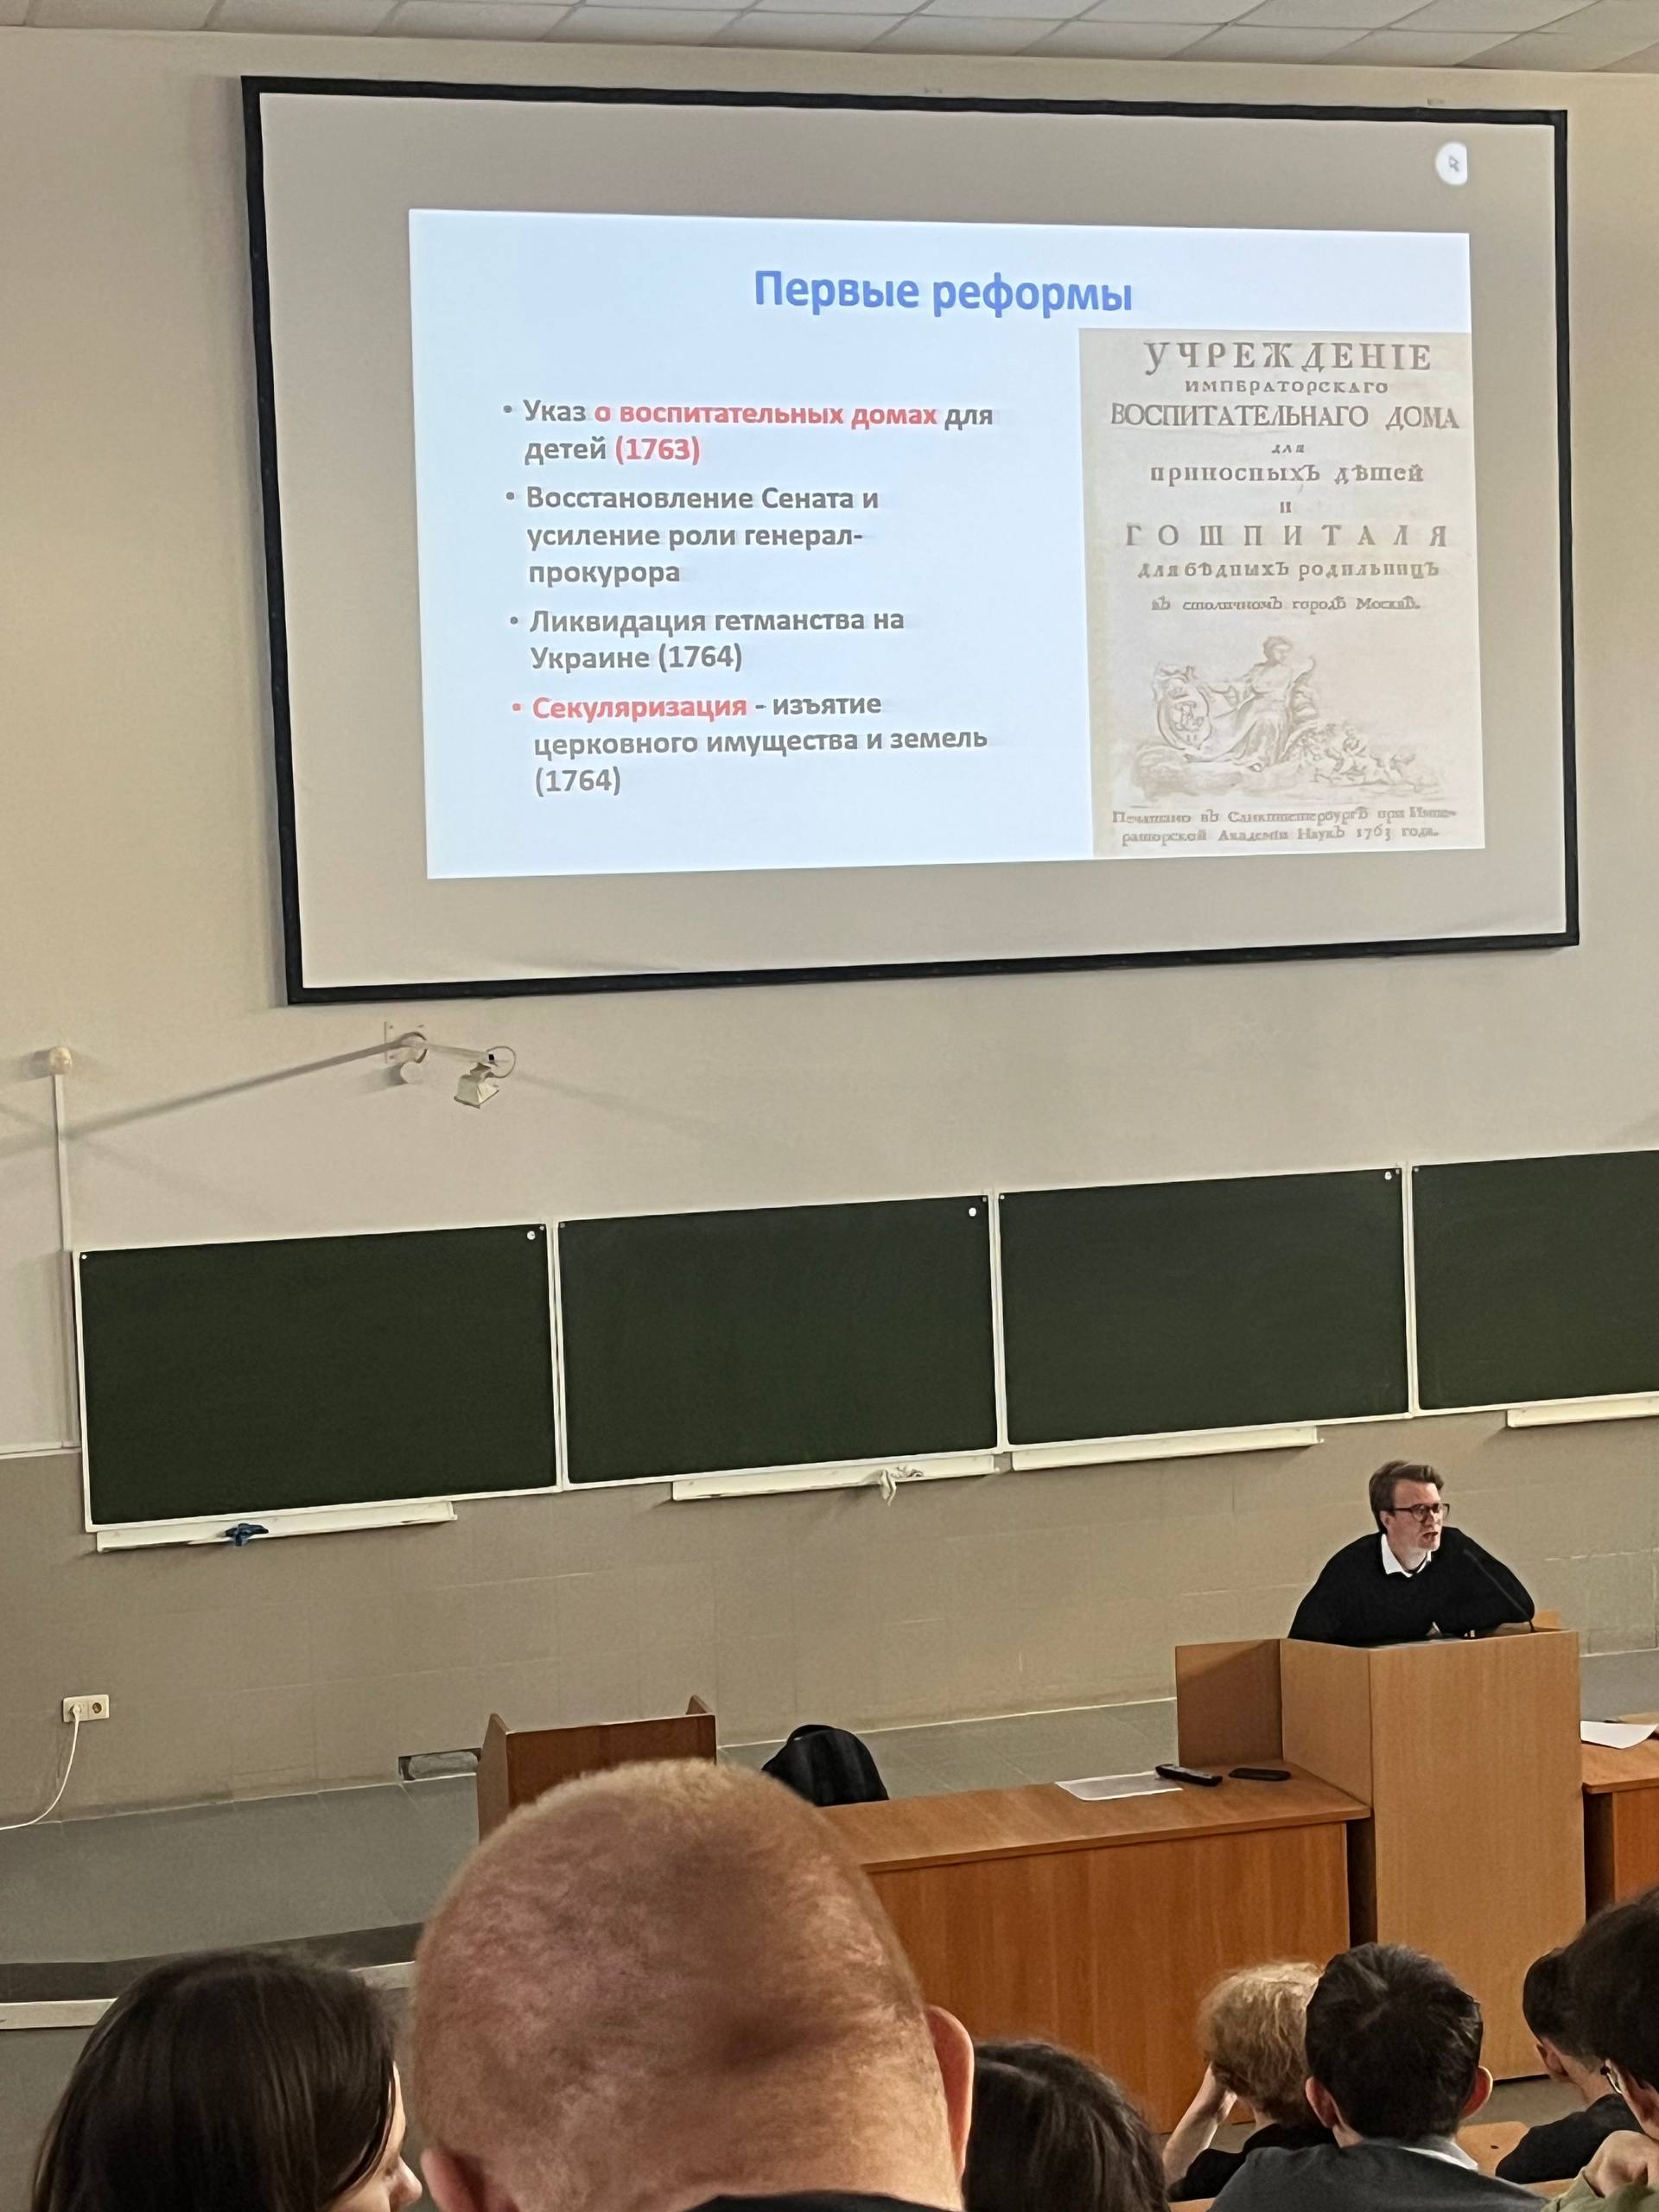 Первые реформы
• Указ о воспитательных домах для
детей (1763)
• Восстановление Сената и
усиление роли генерал-
прокурора
• Ликвидация гетманства на
Украине (1764)
• Секуляризация - изъятие
церковного имущества и земель
(1764)
УЧРЕЖДЕНІЕ
ИМПЕРАТОРСКАГО
ВОСПИТАТЕЛЬНАГО ДОМА
для
приносныхЪ дѣтей
и
ГОШПИТАЛЯ
для бѣдныхЪ родильницЪ
вЪ столичномЪ городѣ МосквѢ.
Печатано вЪ СанктпетербургѢ при Импе-
раторской Академіи НаукЪ 1763 года.